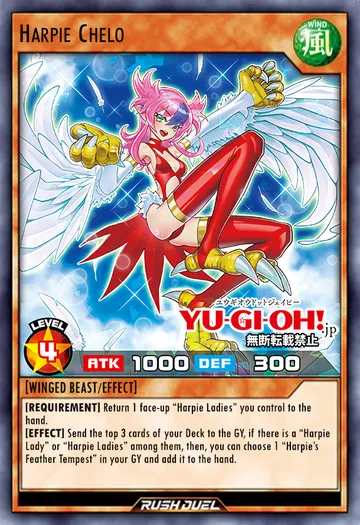 HARPIE CHELO
WIND
風
ユウギオウドットジェイピー
YU-GI-OH!.jp
無断転載禁止
LEVEL
4
ATK 1000 DEF 300
[WINGED BEAST/EFFECT]
[REQUIREMENT] Return 1 face-up "Harpie Ladies" you control to the
hand.
[EFFECT] Send the top 3 cards of your Deck to the GY, if there is a "Harpie
Lady" or "Harpie Ladies" among them, then, you can choose 1 "Harpie's
Feather Tempest" in your GY and add it to the hand.
RUSH DUEL